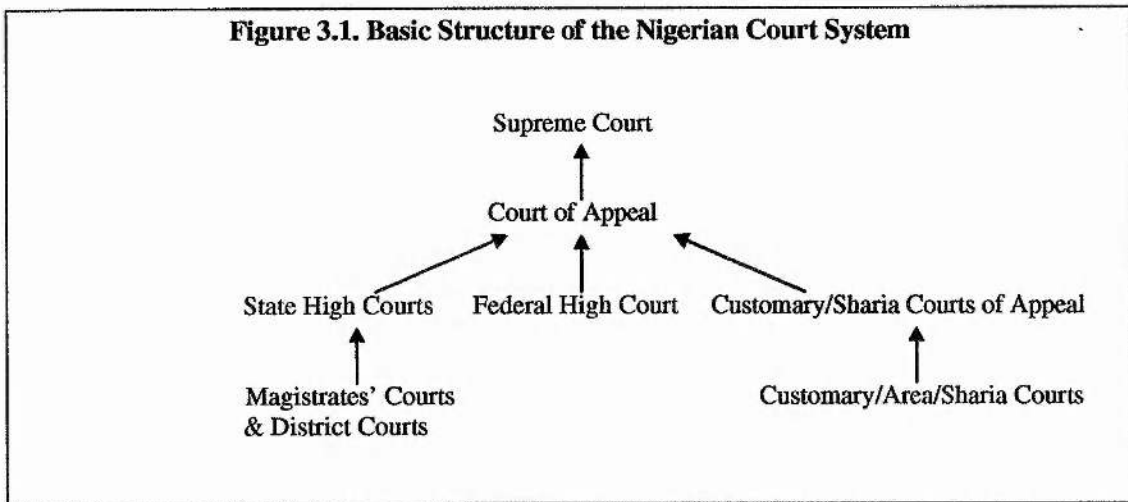 Figure 3.1. Basic Structure of the Nigerian Court System
Supreme Court
Court of Appeal
State High Courts
Federal High Court
Customary/Sharia Courts of Appeal
Magistrates' Courts
& District Courts
Customary/Area/Sharia Courts